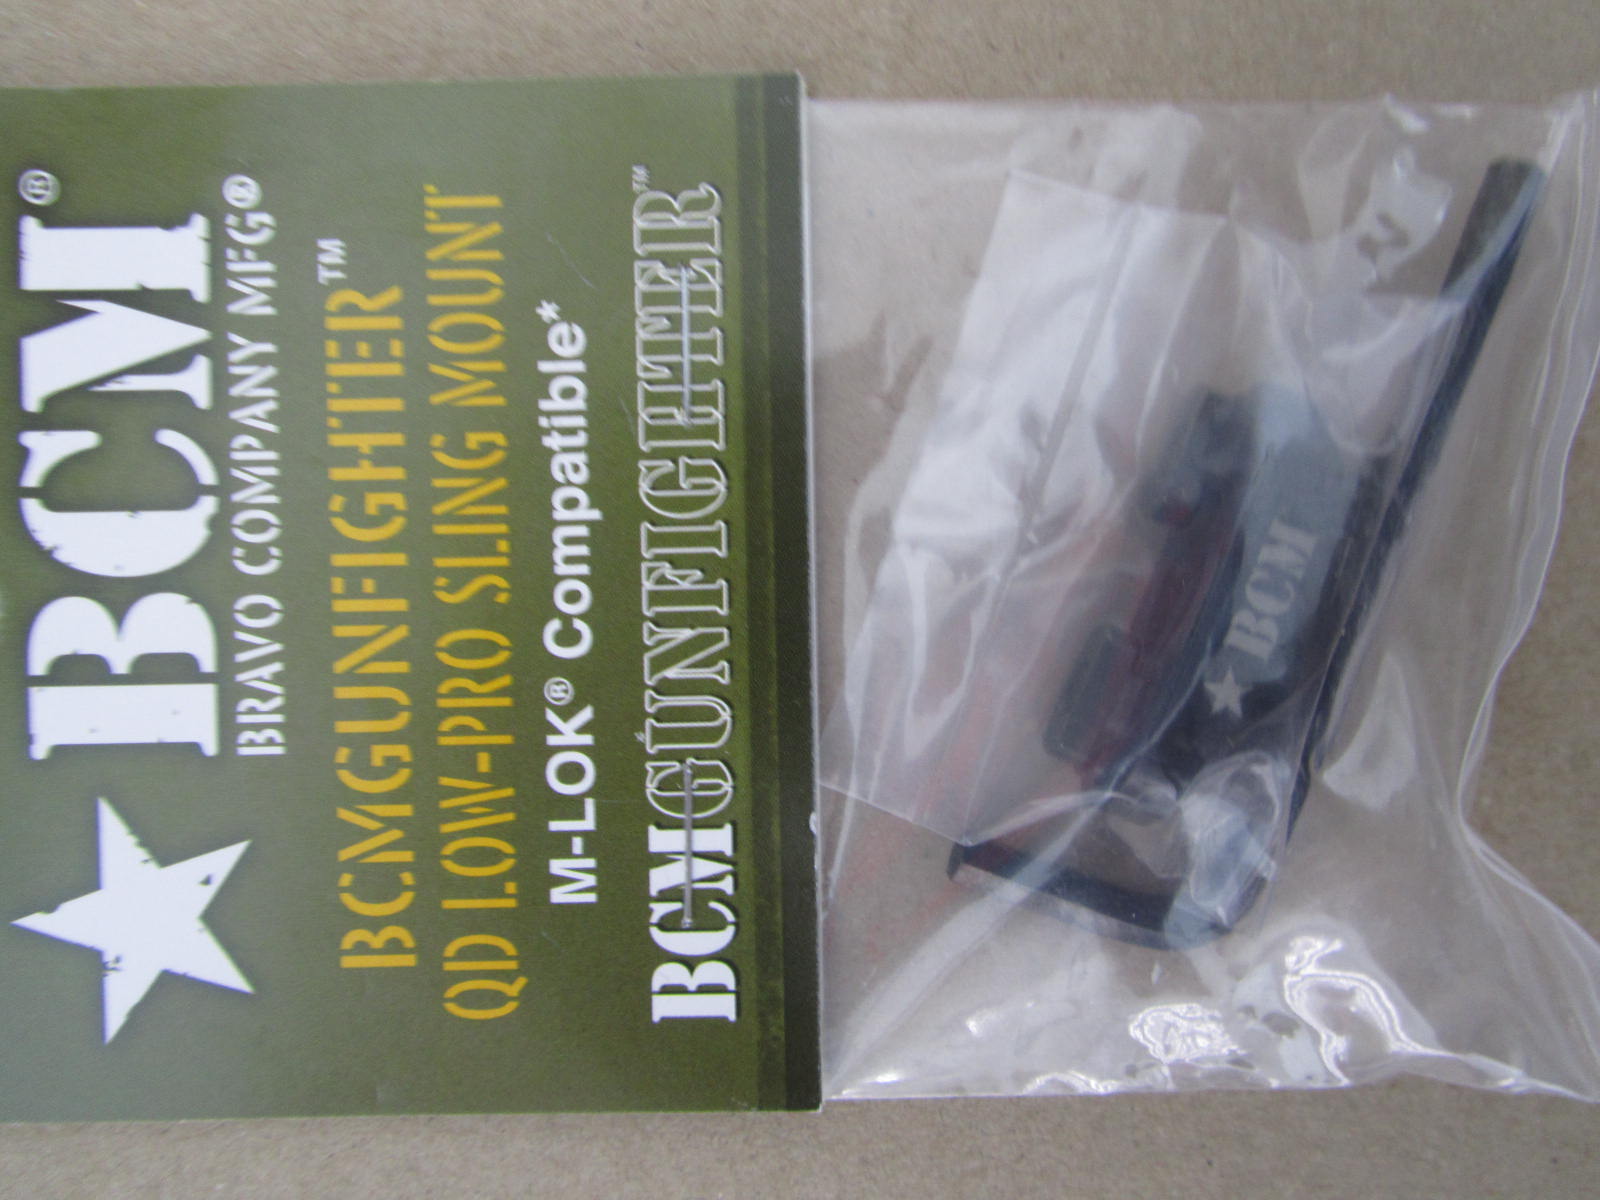 BCM®
BRAVO COMPANY MFG®
BCMGUNFIGHTER™
QD LOW-PRO SLING MOUNT
M-LOK® Compatible*
BCMGUNFIGHTER™
BCM